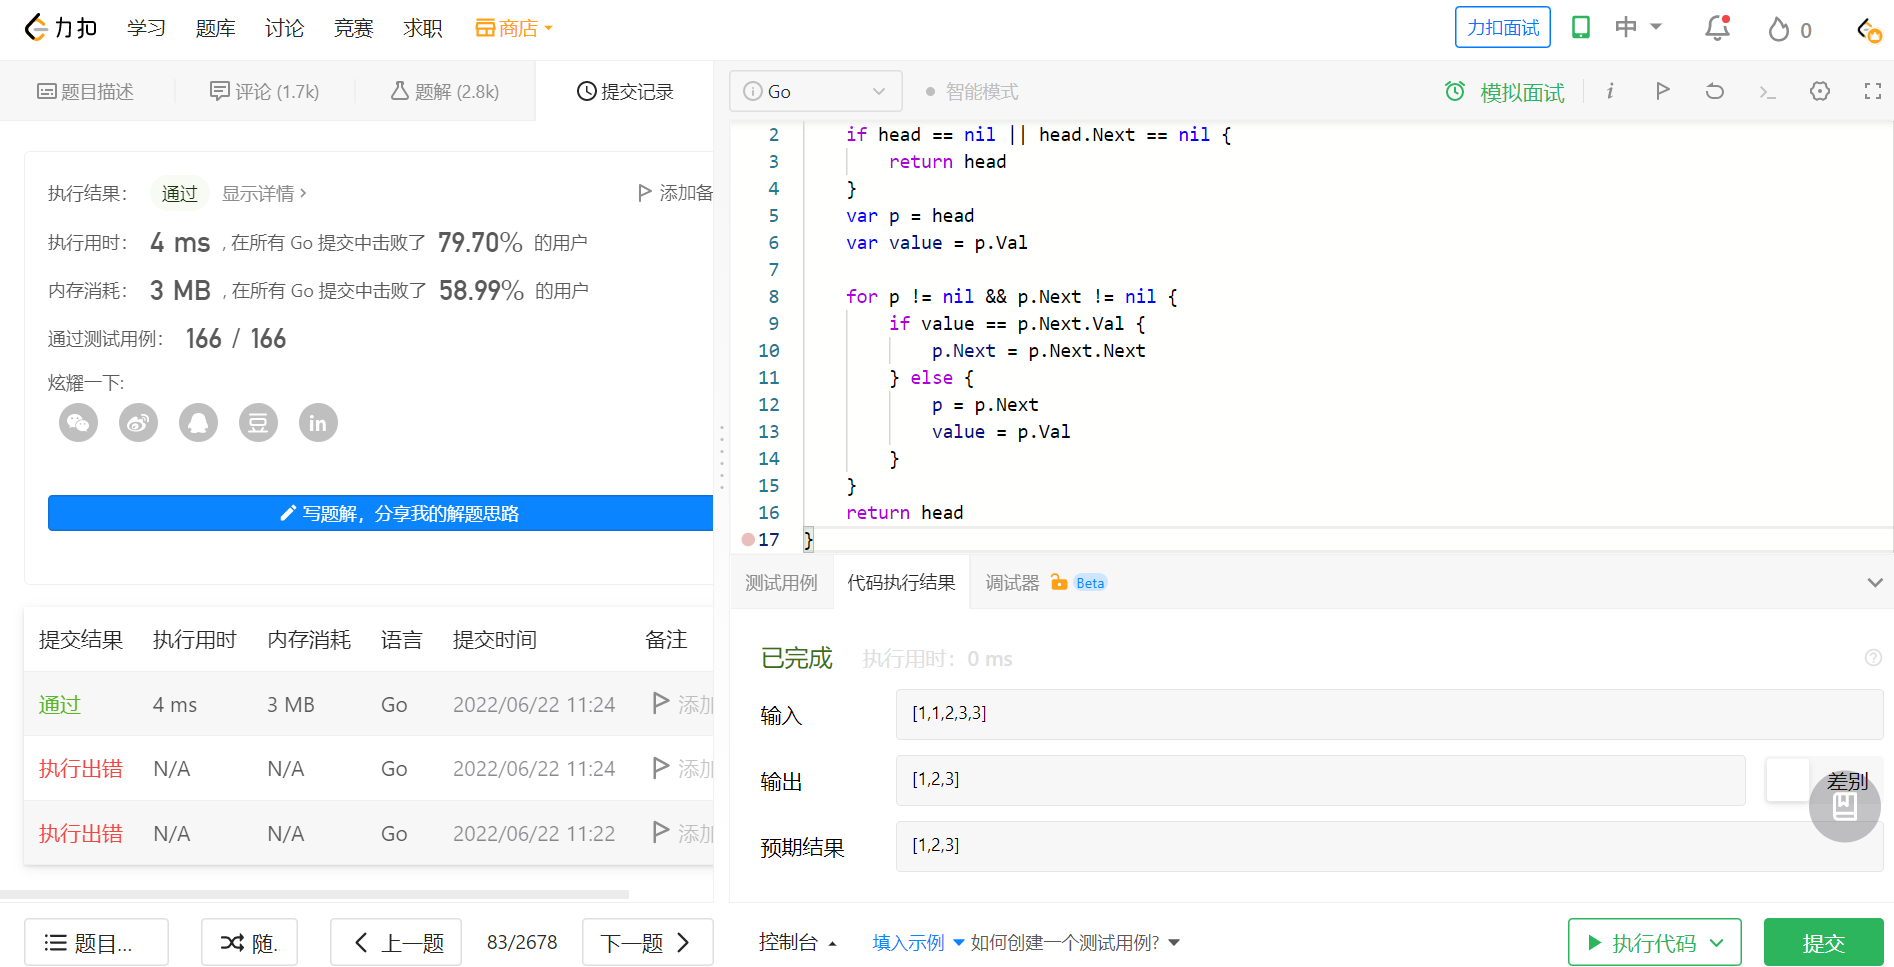 力扣 学习 题库 讨论 竞赛 求职 商店 力扣面试 中 0
题目描述 评论 (1.7k) 题解 (2.8k) 提交记录
执行结果： 通过 显示详情 › 添加备
执行用时： 4 ms , 在所有 Go 提交中击败了 79.70% 的用户
内存消耗： 3 MB , 在所有 Go 提交中击败了 58.99% 的用户
通过测试用例： 166 / 166
炫耀一下:
豆 in
写题解，分享我的解题思路
提交结果 执行用时 内存消耗 语言 提交时间 备注
通过 4 ms 3 MB Go 2022/06/22 11:24 添加
执行出错 N/A N/A Go 2022/06/22 11:24 添加
执行出错 N/A N/A Go 2022/06/22 11:22 添加
题目... 随. 上一题 83/2678 下一题
i Go 智能模式 模拟面试 i >_
2 if head == nil || head.Next == nil {
3 return head
4 }
5 var p = head
6 var value = p.Val
7
8 for p != nil && p.Next != nil {
9 if value == p.Next.Val {
10 p.Next = p.Next.Next
11 } else {
12 p = p.Next
13 value = p.Val
14 }
15 }
16 return head
17 }
测试用例 代码执行结果 调试器 Beta
已完成 执行用时：0 ms ?
输入 [1,1,2,3,3]
输出 [1,2,3] 差别
预期结果 [1,2,3]
控制台 填入示例 如何创建一个测试用例? 执行代码 提交